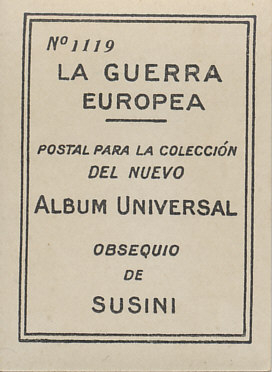 Nº 1119
LA GUERRA
EUROPEA
POSTAL PARA LA COLECCIÓN
DEL NUEVO
ALBUM UNIVERSAL
OBSEQUIO
DE
SUSINI